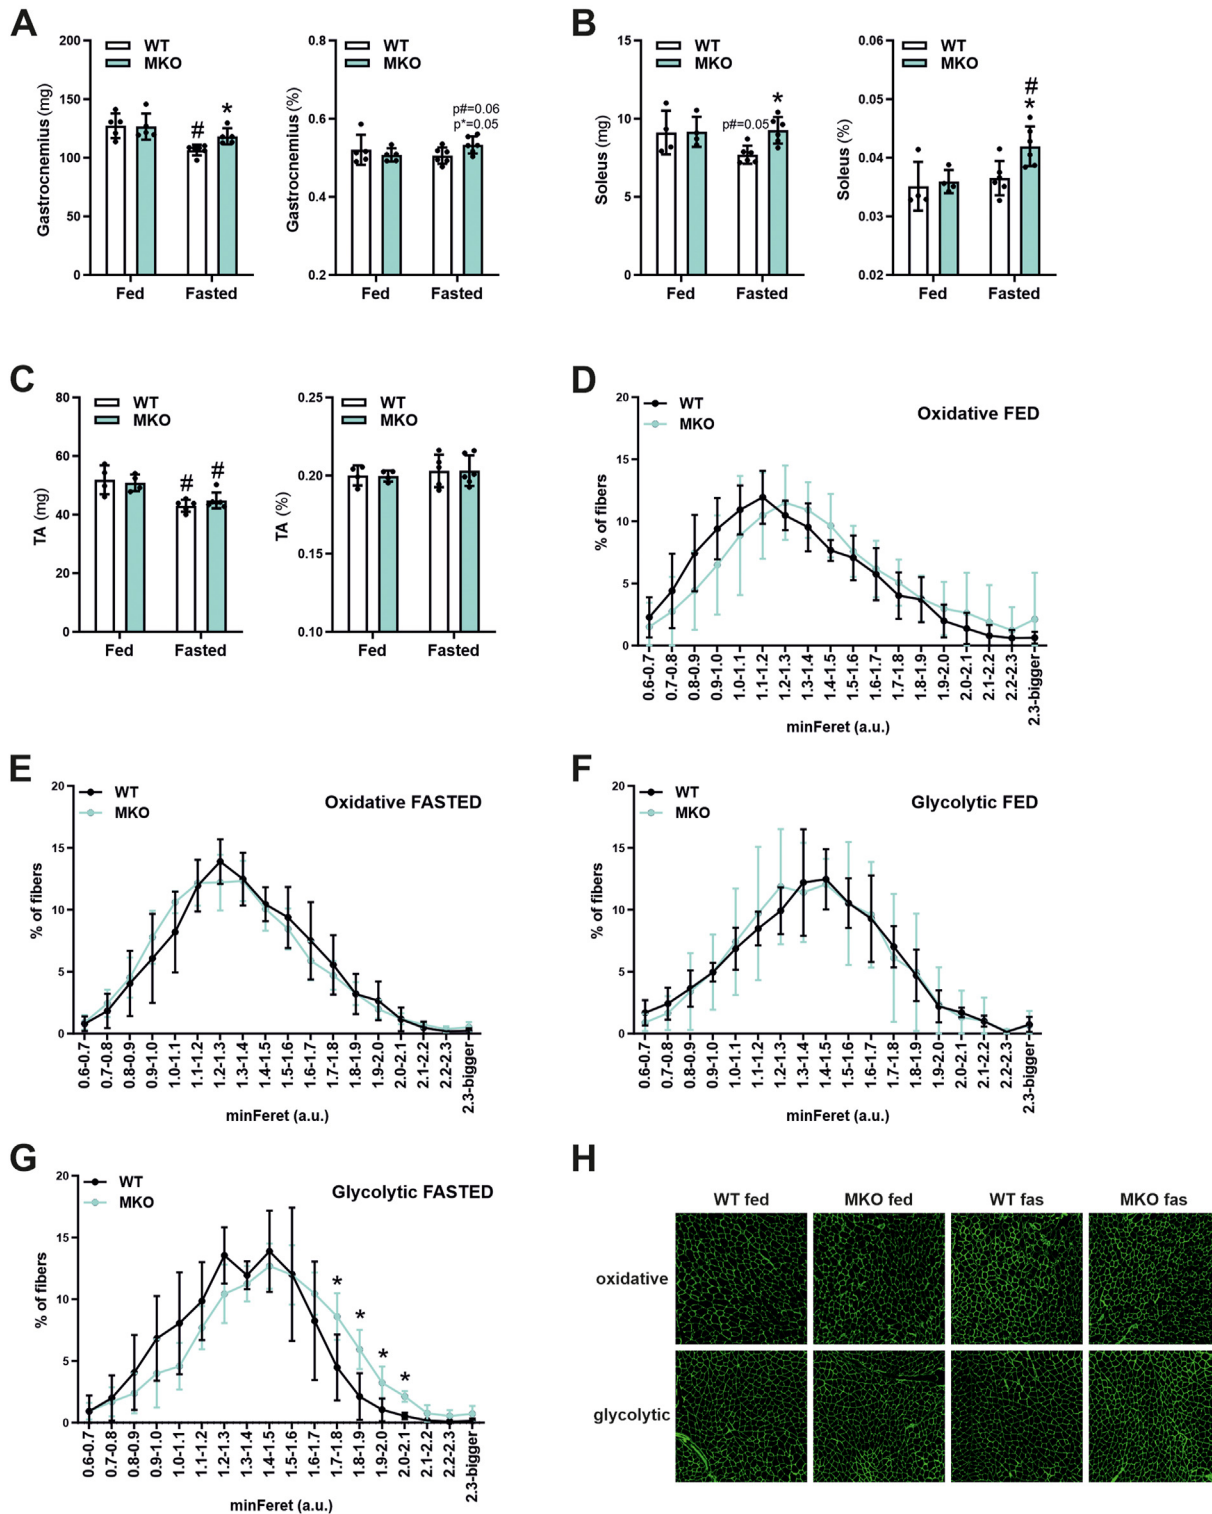 A
200
150
100
50
0
Gastrocnemius (mg)
WT
MKO
#
*
Fed
Fasted
0.8
0.6
0.4
0.2
Gastrocnemius (%)
WT
MKO
p#=0.06
p*=0.05
Fed
Fasted
B
15
10
5
0
Soleus (mg)
WT
MKO
p#=0.05
*
Fed
Fasted
0.06
0.05
0.04
0.03
0.02
Soleus (%)
WT
MKO
#
*
Fed
Fasted
C
80
60
40
20
0
TA (mg)
WT
MKO
#
#
Fed
Fasted
0.25
0.20
0.15
0.10
TA (%)
WT
MKO
Fed
Fasted
D
20
15
10
5
0
% of fibers
WT
MKO
Oxidative FED
0.6-0.7
0.7-0.8
0.8-0.9
0.9-1.0
1.0-1.1
1.1-1.2
1.2-1.3
1.3-1.4
1.4-1.5
1.5-1.6
1.6-1.7
1.7-1.8
1.8-1.9
1.9-2.0
2.0-2.1
2.1-2.2
2.2-2.3
2.3-bigger
minFeret (a.u.)
E
20
15
10
5
0
% of fibers
WT
MKO
Oxidative FASTED
0.6-0.7
0.7-0.8
0.8-0.9
0.9-1.0
1.0-1.1
1.1-1.2
1.2-1.3
1.3-1.4
1.4-1.5
1.5-1.6
1.6-1.7
1.7-1.8
1.8-1.9
1.9-2.0
2.0-2.1
2.1-2.2
2.2-2.3
2.3-bigger
minFeret (a.u.)
F
20
15
10
5
0
% of fibers
WT
MKO
Glycolytic FED
0.6-0.7
0.7-0.8
0.8-0.9
0.9-1.0
1.0-1.1
1.1-1.2
1.2-1.3
1.3-1.4
1.4-1.5
1.5-1.6
1.6-1.7
1.7-1.8
1.8-1.9
1.9-2.0
2.0-2.1
2.1-2.2
2.2-2.3
2.3-bigger
minFeret (a.u.)
G
20
15
10
5
0
% of fibers
WT
MKO
Glycolytic FASTED
*
*
*
*
0.6-0.7
0.7-0.8
0.8-0.9
0.9-1.0
1.0-1.1
1.1-1.2
1.2-1.3
1.3-1.4
1.4-1.5
1.5-1.6
1.6-1.7
1.7-1.8
1.8-1.9
1.9-2.0
2.0-2.1
2.1-2.2
2.2-2.3
2.3-bigger
minFeret (a.u.)
H
WT fed
MKO fed
WT fas
MKO fas
oxidative
glycolytic